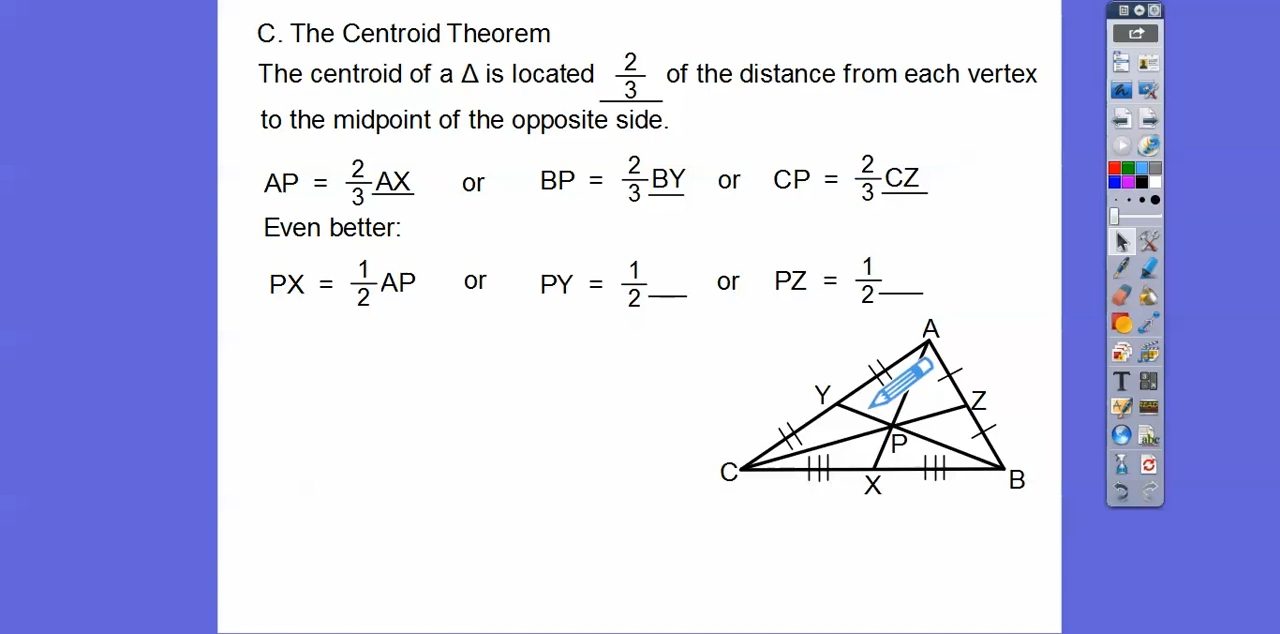 C. The Centroid Theorem
The centroid of a Δ is located 2/3 of the distance from each vertex
to the midpoint of the opposite side.
AP = 2/3 AX or BP = 2/3 BY or CP = 2/3 CZ
Even better:
PX = 1/2 AP or PY = 1/2 ___ or PZ = 1/2 ___
A
Y
Z
P
C
X
B